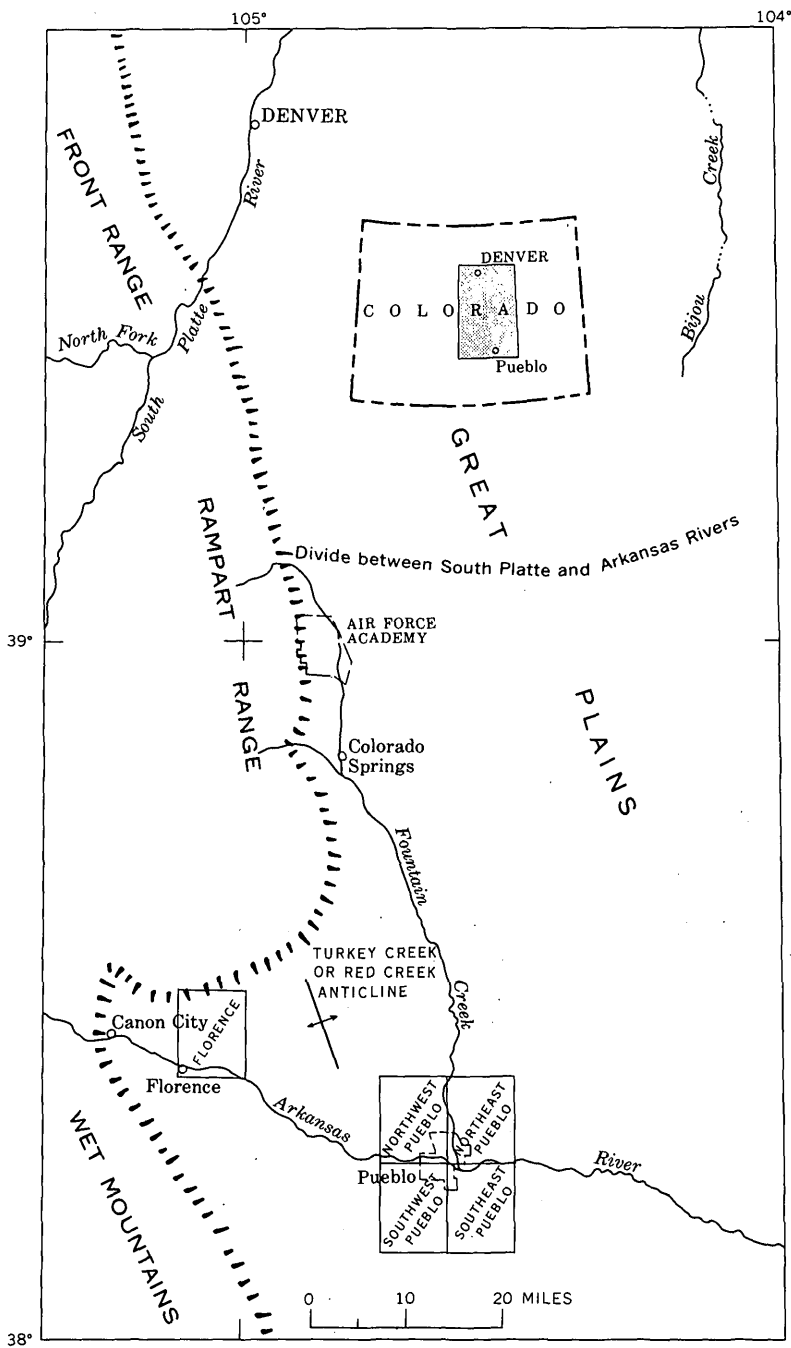 105°
104°
DENVER
FRONT RANGE
River
Creek
DENVER
COLORADO
Pueblo
North Fork
Platte
Bijou
South
GREAT
RAMPART
Divide between South Platte and Arkansas Rivers
39°
AIR FORCE
ACADEMY
RANGE
PLAINS
Colorado
Springs
Fountain
TURKEY CREEK
OR RED CREEK
ANTICLINE
Creek
Canon City
FLORENCE
Florence
Arkansas
WET MOUNTAINS
NORTHWEST
PUEBLO
NORTHEAST
PUEBLO
River
Pueblo
SOUTHWEST
PUEBLO
SOUTHEAST
PUEBLO
0 10 20 MILES
38°